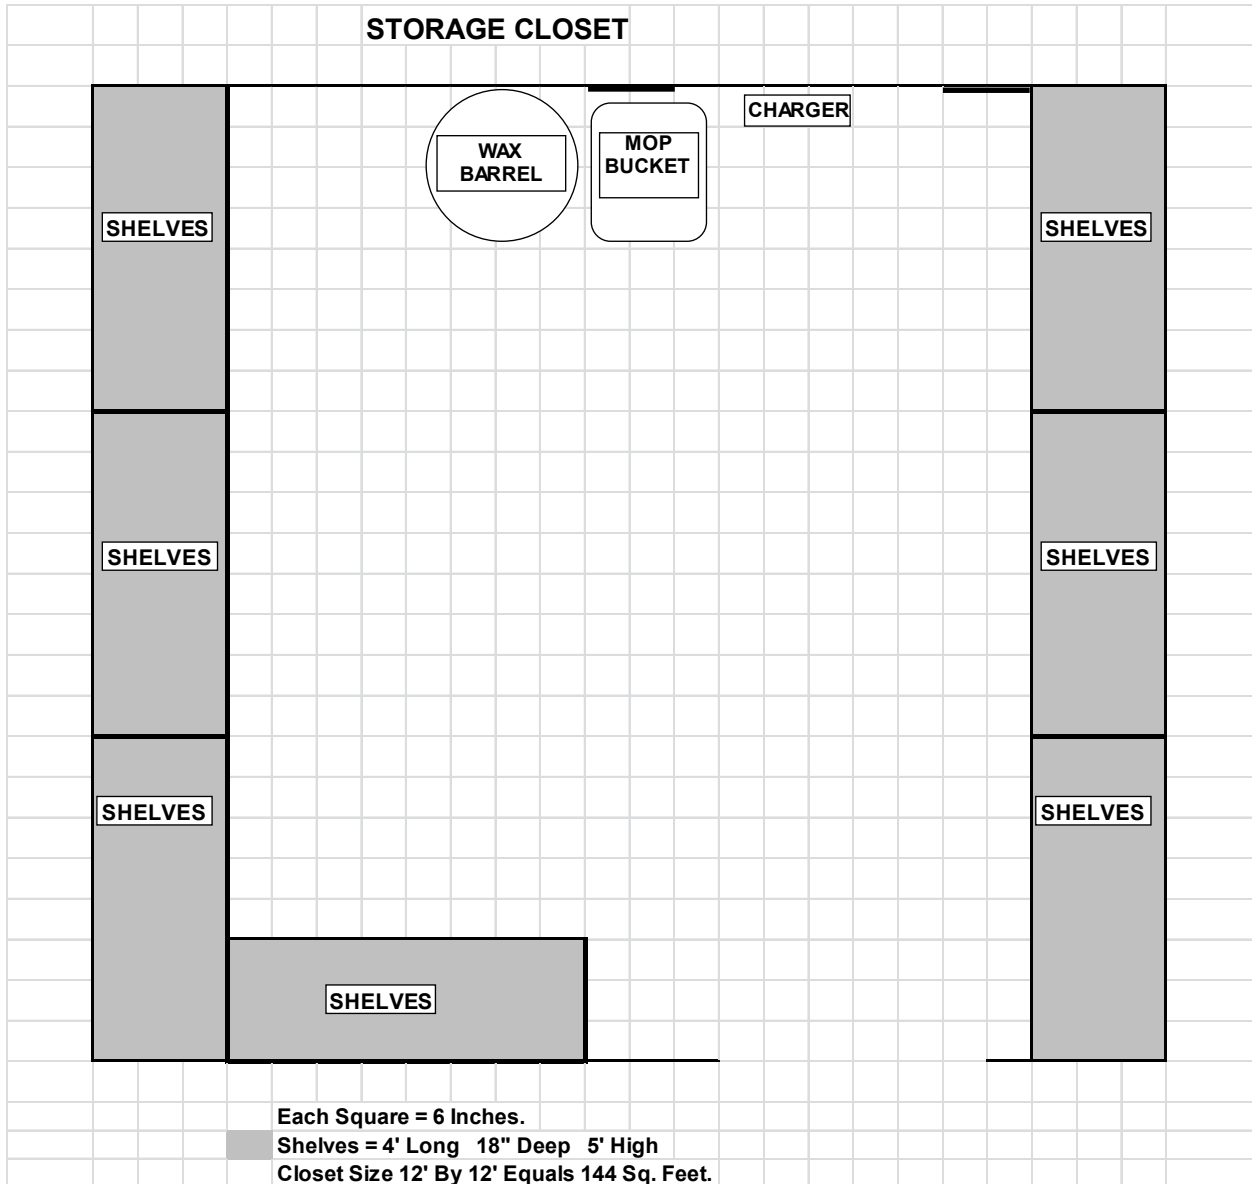 STORAGE CLOSET
CHARGER
WAX
BARREL
MOP
BUCKET
SHELVES
SHELVES
SHELVES
SHELVES
SHELVES
SHELVES
SHELVES
Each Square = 6 Inches.
Shelves = 4' Long 18" Deep 5' High
Closet Size 12' By 12' Equals 144 Sq. Feet.